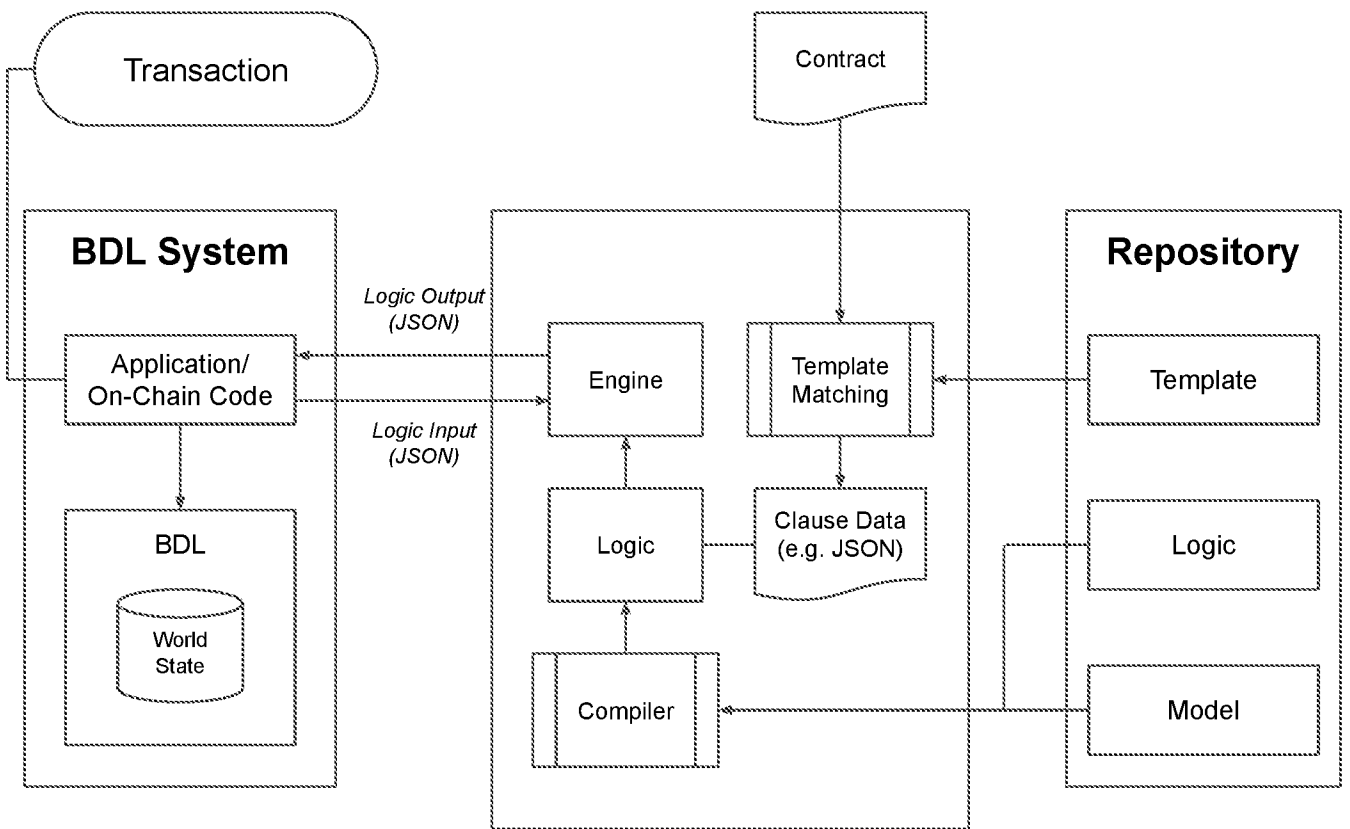 Transaction
Contract
BDL System
Application/
On-Chain Code
BDL
World
State
Logic Output
(JSON)
Logic Input
(JSON)
Engine
Template
Matching
Logic
Clause Data
(e.g. JSON)
Compiler
Repository
Template
Logic
Model